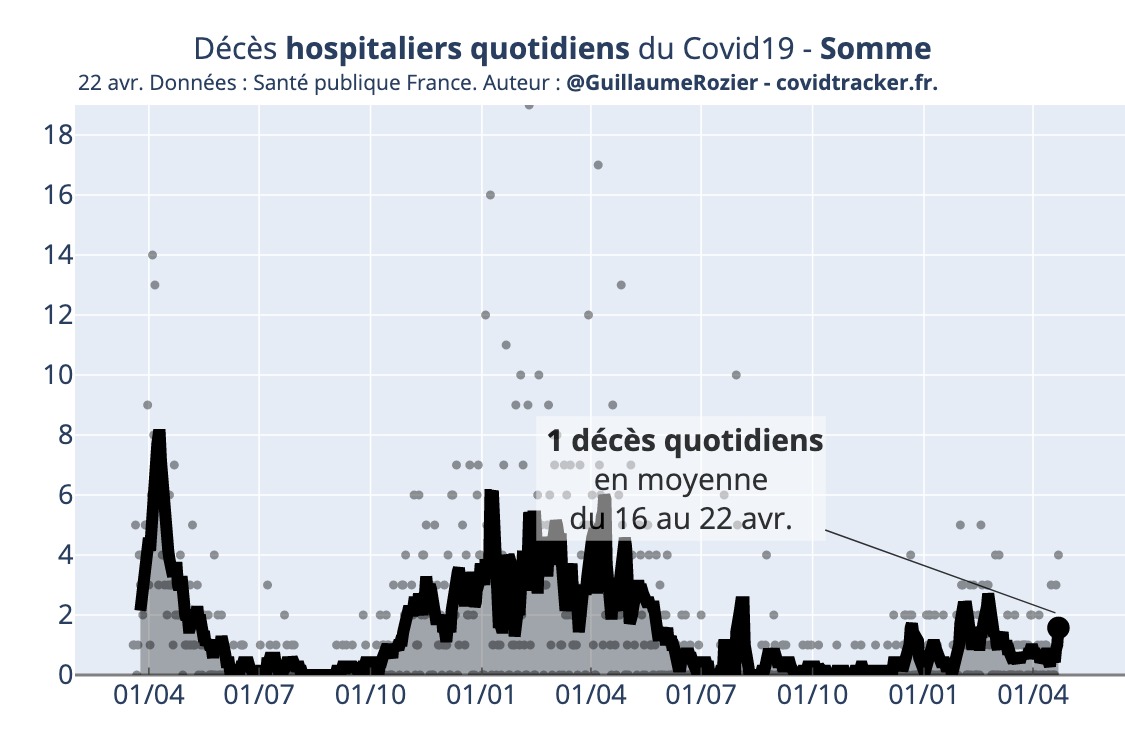 Décès hospitaliers quotidiens du Covid19 - Somme
22 avr. Données : Santé publique France. Auteur : @GuillaumeRozier - covidtracker.fr.
18
16
14
12
10
8
6
4
2
0
1 décès quotidiens
en moyenne
du 16 au 22 avr.
01/04 01/07 01/10 01/01 01/04 01/07 01/10 01/01 01/04